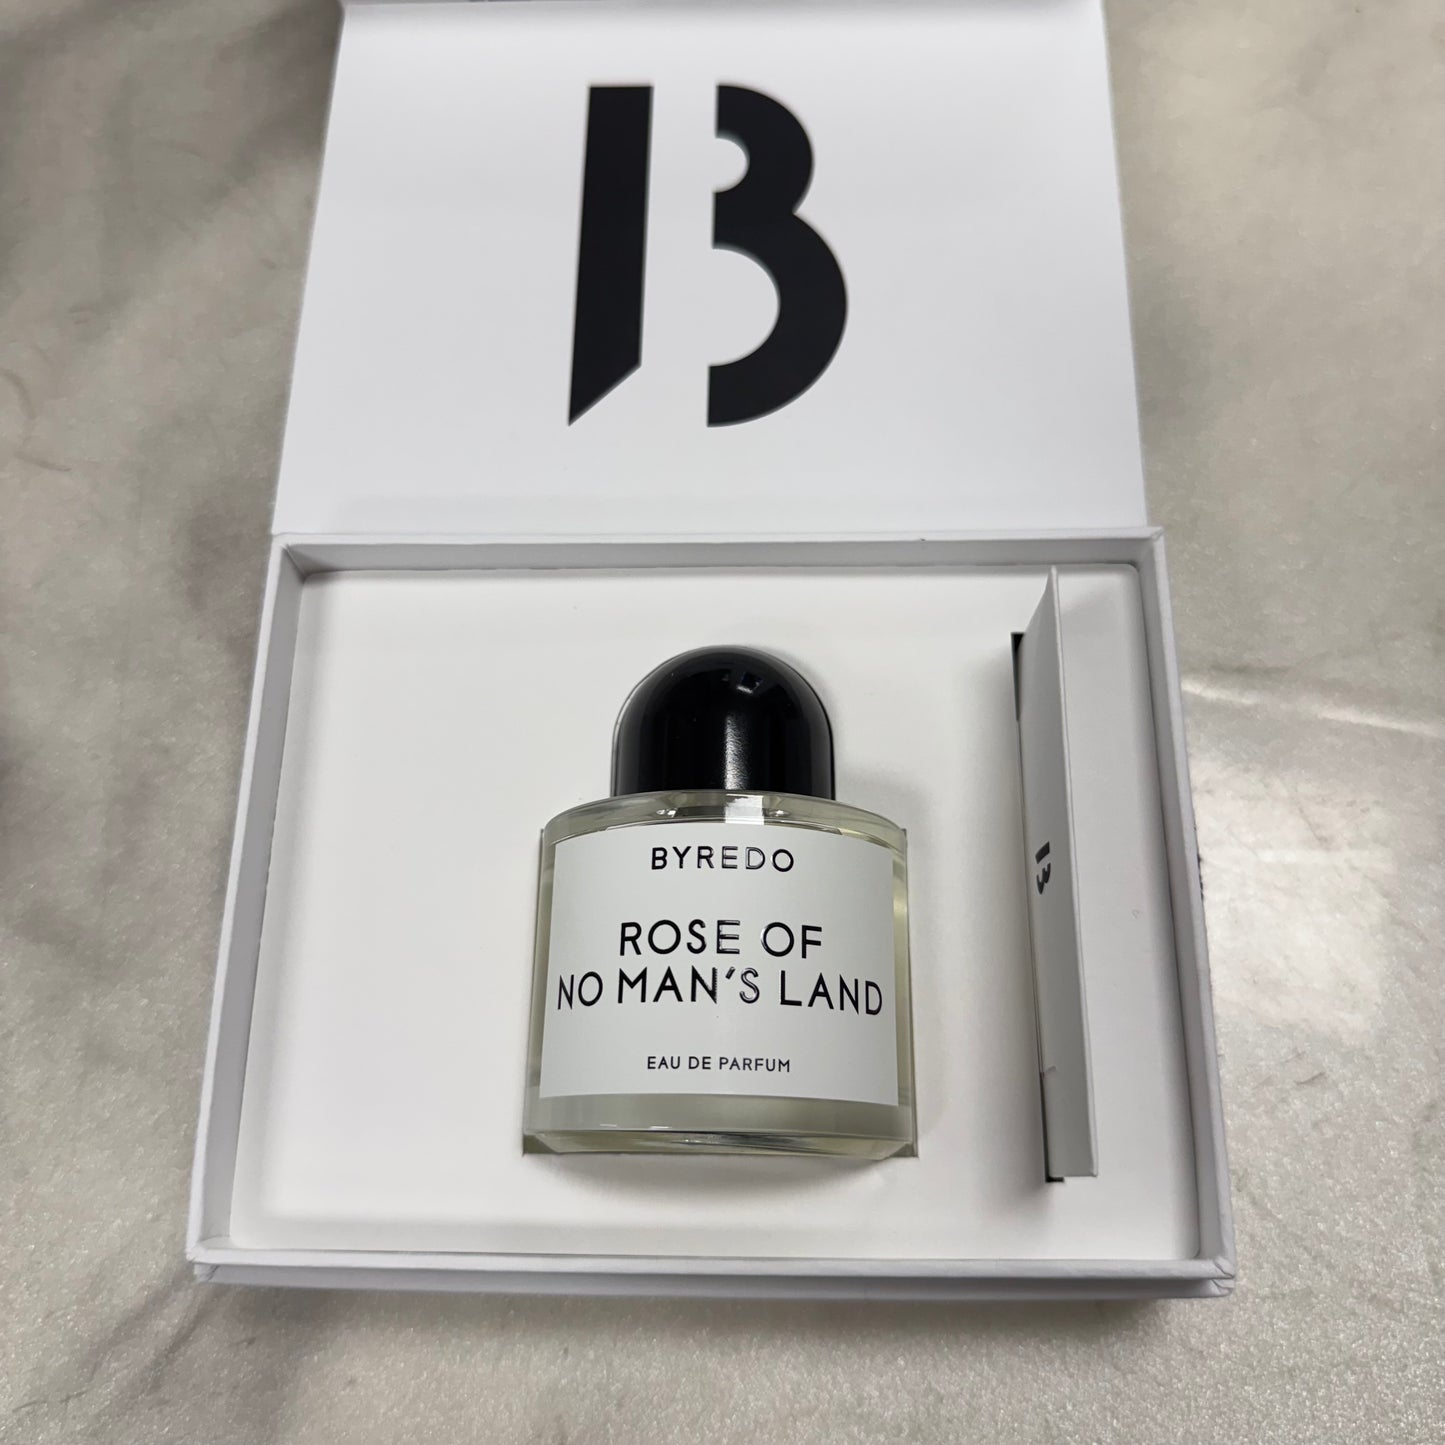 B
BYREDO
ROSE OF
NO MAN'S LAND
EAU DE PARFUM
B